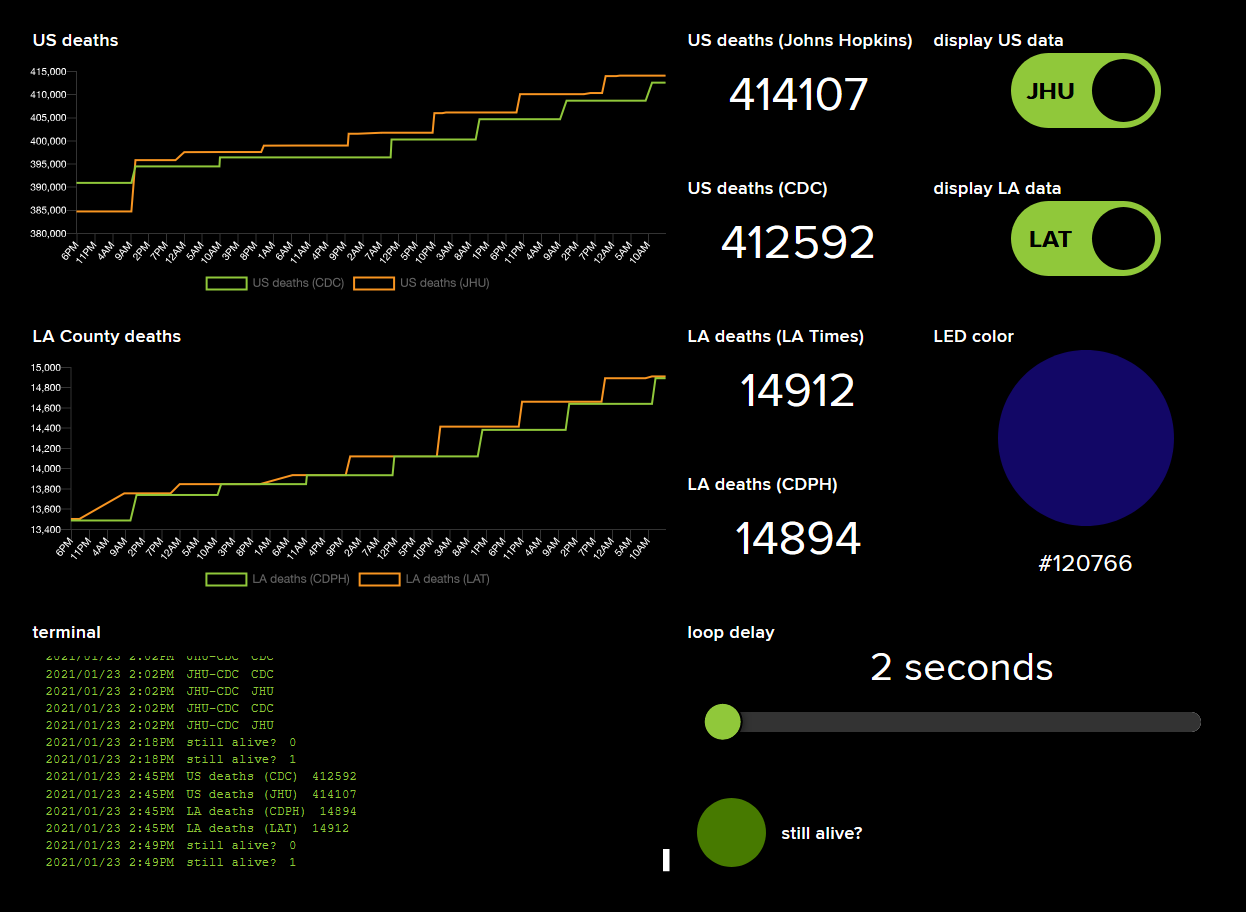 US deaths
415,000
410,000
405,000
400,000
395,000
390,000
385,000
380,000
6PM 11PM 4AM 9AM 2PM 7PM 12AM 5AM 10AM 3PM 8PM 1AM 6AM 11AM 4PM 9PM 2AM 7AM 12PM 5PM 10PM 3AM 8AM 1PM 6PM 11PM 4AM 9AM 2PM 7PM 12AM 5AM 10AM
US deaths (CDC) US deaths (JHU)
US deaths (Johns Hopkins)
414107
display US data
JHU
US deaths (CDC)
412592
display LA data
LAT
LA County deaths
15,000
14,800
14,600
14,400
14,200
14,000
13,800
13,600
13,400
6PM 11PM 4AM 9AM 2PM 7PM 12AM 5AM 10AM 3PM 8PM 1AM 6AM 11AM 4PM 9PM 2AM 7AM 12PM 5PM 10PM 3AM 8AM 1PM 6PM 11PM 4AM 9AM 2PM 7PM 12AM 5AM 10AM
LA deaths (CDPH) LA deaths (LAT)
LA deaths (LA Times)
14912
LA deaths (CDPH)
14894
LED color
#120766
terminal
2021/01/23 2:02PM JHU-CDC CDC
2021/01/23 2:02PM JHU-CDC CDC
2021/01/23 2:02PM JHU-CDC JHU
2021/01/23 2:02PM JHU-CDC CDC
2021/01/23 2:02PM JHU-CDC JHU
2021/01/23 2:18PM still alive? 0
2021/01/23 2:18PM still alive? 1
2021/01/23 2:45PM US deaths (CDC) 412592
2021/01/23 2:45PM US deaths (JHU) 414107
2021/01/23 2:45PM LA deaths (CDPH) 14894
2021/01/23 2:45PM LA deaths (LAT) 14912
2021/01/23 2:49PM still alive? 0
2021/01/23 2:49PM still alive? 1
loop delay
2 seconds
still alive?